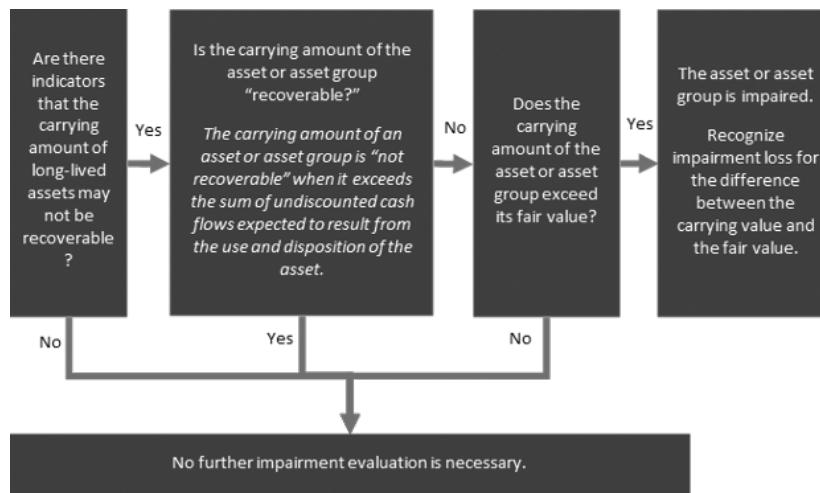 Are there
indicators
that the
carrying
amount of
long-lived
assets may
not be
recoverable
?
Yes
Is the carrying amount of the
asset or asset group
“recoverable?”
The carrying amount of an
asset or asset group is “not
recoverable” when it exceeds
the sum of undiscounted cash
flows expected to result from
the use and disposition of the
asset.
No
Does the
carrying
amount of the
asset or asset
group exceed
its fair value?
Yes
The asset or asset
group is impaired.
Recognize
impairment loss for
the difference
between the
carrying value and
the fair value.
No
Yes
No
No further impairment evaluation is necessary.